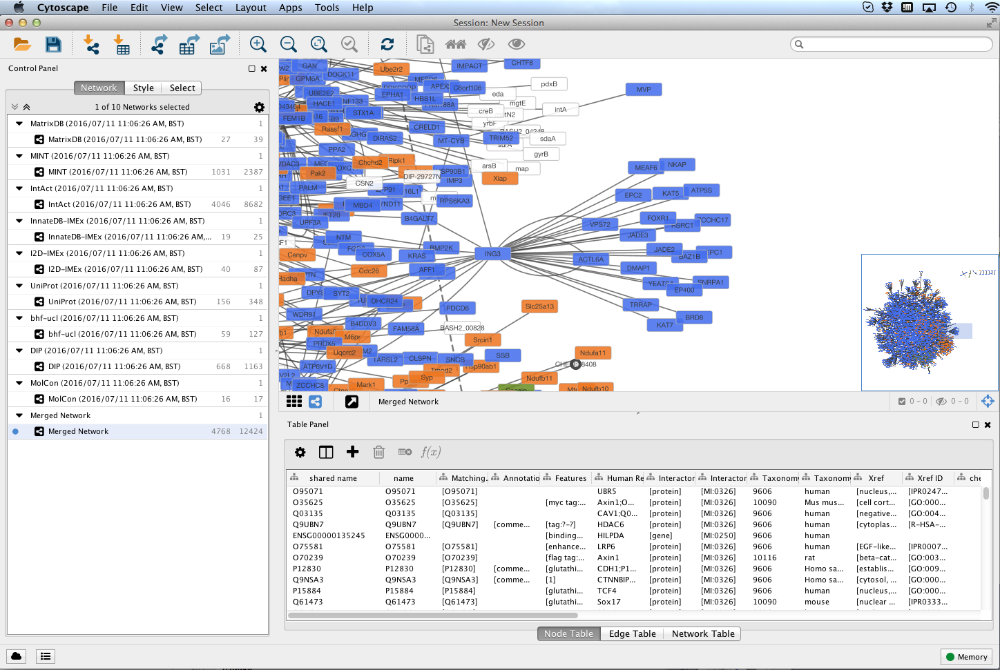 Cytoscape File Edit View Select Layout Apps Tools Help
Session: New Session
Control Panel
Network Style Select
1 of 10 Networks selected
MatrixDB (2016/07/11 11:06:26 AM, BST) 1
MatrixDB (2016/07/11 11:06:26 AM, BST) 27 39
MINT (2016/07/11 11:06:26 AM, BST) 1
MINT (2016/07/11 11:06:26 AM, BST) 1031 2387
IntAct (2016/07/11 11:06:26 AM, BST) 1
IntAct (2016/07/11 11:06:26 AM, BST) 4046 8682
InnateDB-IMEx (2016/07/11 11:06:26 AM, BST) 1
InnateDB-IMEx (2016/07/11 11:06:26 AM,... 19 25
I2D-IMEx (2016/07/11 11:06:26 AM, BST) 1
I2D-IMEx (2016/07/11 11:06:26 AM, BST) 40 87
UniProt (2016/07/11 11:06:26 AM, BST) 1
UniProt (2016/07/11 11:06:26 AM, BST) 156 348
bhf-ucl (2016/07/11 11:06:26 AM, BST) 1
bhf-ucl (2016/07/11 11:06:26 AM, BST) 59 127
DIP (2016/07/11 11:06:26 AM, BST) 1
DIP (2016/07/11 11:06:26 AM, BST) 668 1163
MolCon (2016/07/11 11:06:26 AM, BST) 1
MolCon (2016/07/11 11:06:26 AM, BST) 16 17
Merged Network 1
Merged Network 4768 12424
GAN DOCK11 Ube2r2 IMPACT CHTF8
GPM6A C6orf106 pdxB
UBE2E2 EPHA1 HBS1L eda MVP
HACE1 NF133 mgtE
FEM1B STX1A creB intA
Rassf1 CRELD1 yrbF
DIRAS2 MT-CYB TRIM52 sdaA
PPA2 gyrB
Chchd2 Ripk1 arsB map MEAF6 NKAP
Pak2 DIP-29727N HSP90B1
PALM CSN2 IMP3 Xiap
EPC2 KAT5 ATP5S
MBD4 YND11 RPS6KA3
UPF3A B4GALT7 VPS72 FOXR1 RSRC1 ZCCHC17
NTM JADE3
Cenpv COX5A KRAS BMP2K ING3 JADE2 BAZ1B
ACTL6A
Cdc26 AFF1 DMAP1
SNRPA1
SYT2 DHCR24 EP400
WDR91 PDCD6 Slc25a13 TRRAP
B4DDV3 FAM58A BASH2_00828 KAT7 BRD8
M6pr Srcin1
PRDX5 Uqcrc2 TARSL2 CLSPN SNCB SSB Ndufa11
ATP6V1D Hsp90ab1
Syp Ndufb11
ZCCHC8 Mark1 Ndufb10
Merged Network 0 - 0 0 - 0
Table Panel
f(x)
shared name name Matching... Annotatio Features Human Re Interactor Interactor Taxonomy Taxonomy Xref Xref ID che
O95071 O95071 [O95071] UBR5 [protein] [MI:0326] 9606 human [nucleus,... [IPR0247...
O35625 O35625 [O35625] [myc tag:... Axin1;O... [protein] [MI:0326] 10090 Mus mus... [cell cort... [GO:000...
Q03135 Q03135 [Q03135] CAV1;Q0... [protein] [MI:0326] 9606 human [negative... [GO:004...
Q9UBN7 Q9UBN7 [Q9UBN7] [comme... [tag:?-?] HDAC6 [protein] [MI:0326] 9606 human [cytoplas... [R-HSA-...
ENSG00000135245 ENSG0000... [binding... HILPDA [gene] [MI:0250] 9606 human
O75581 O75581 [O75581] [enhance... LRP6 [protein] [MI:0326] 9606 human [EGF-like... [IPR0007...
O70239 O70239 [O70239] [flag tag:... Axin1 [protein] [MI:0326] 10116 rat [beta-cat... [GO:003...
P12830 P12830 [P12830] [comme... [glutathi... CDH1;P1... [protein] [MI:0326] 9606 Homo sa... [establis... [GO:009...
Q9NSA3 Q9NSA3 [Q9NSA3] [comme... [1] CTNNBIP... [protein] [MI:0326] 9606 Homo sa... [cytosol, ... [GO:000...
P15884 P15884 [P15884] [glutathi... TCF4 [protein] [MI:0326] 9606 human [nucleus,... [GO:000...
Q61473 Q61473 [Q61473] [glutathi... Sox17 [protein] [MI:0326] 10090 mouse [nuclear ... [IPR0333...
Node Table Edge Table Network Table
Memory